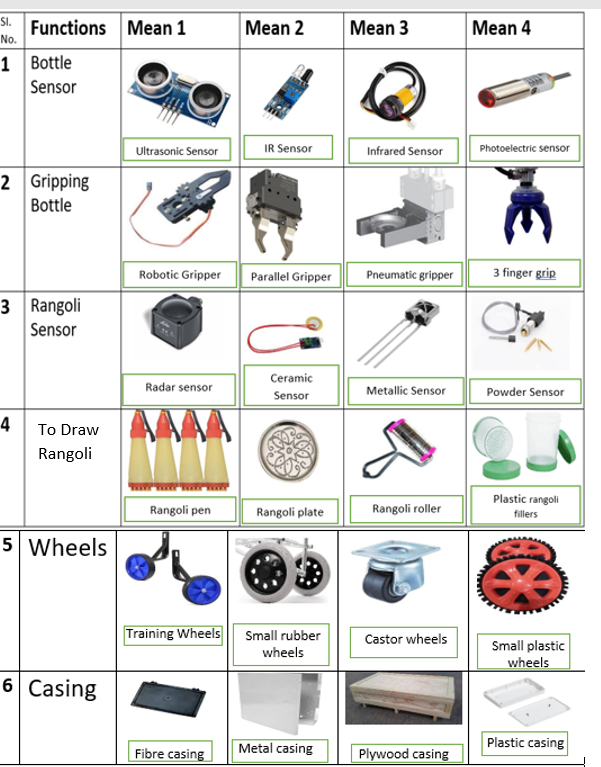 Sl.
No.
Functions
Mean 1
Mean 2
Mean 3
Mean 4
1
Bottle
Sensor
Ultrasonic Sensor
IR Sensor
Infrared Sensor
Photoelectric sensor
2
Gripping
Bottle
Robotic Gripper
Parallel Gripper
Pneumatic gripper
3 finger grip
3
Rangoli
Sensor
Radar sensor
Ceramic
Sensor
Metallic Sensor
Powder Sensor
4
To Draw
Rangoli
Rangoli pen
Rangoli plate
Rangoli roller
Plastic rangoli
fillers
5
Wheels
Training Wheels
Small rubber
wheels
Castor wheels
Small plastic
wheels
6
Casing
Fibre casing
Metal casing
Plywood casing
Plastic casing